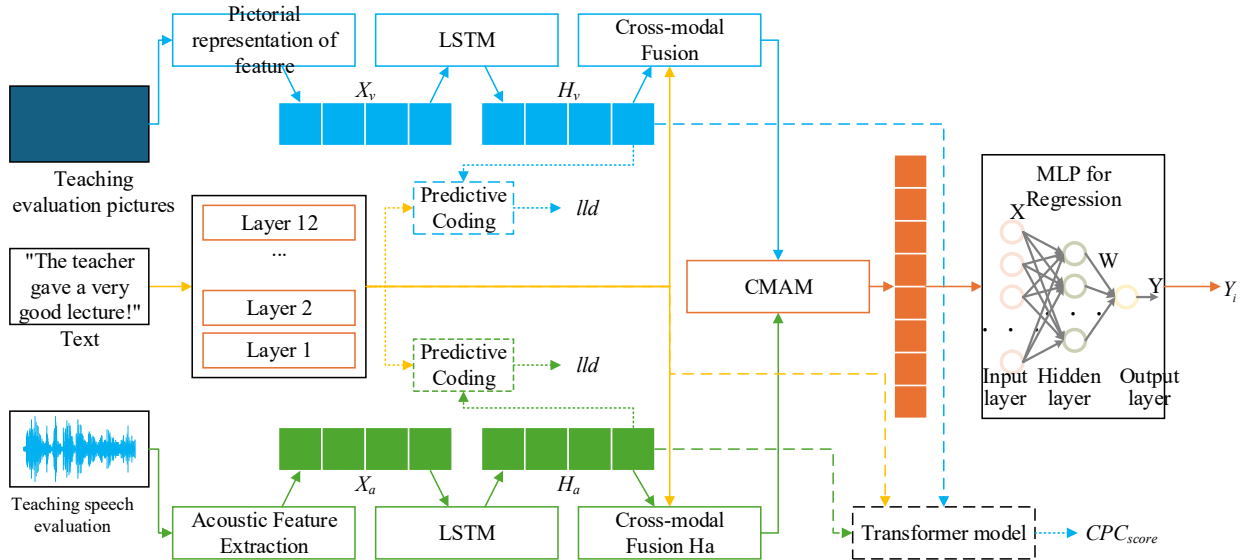 Pictorial
representation of
feature
LSTM
Cross-modal
Fusion
Xv
Hv
Teaching
evaluation pictures
Predictive
Coding
lld
Layer 12
...
Layer 2
Layer 1
"The teacher
gave a very
good lecture!"
Text
CMAM
MLP for
Regression
X
W
Y
Yi
. . . . .
Input
layer
Hidden
layer
Output
layer
Predictive
Coding
lld
Teaching speech
evaluation
Xa
Ha
Acoustic Feature
Extraction
LSTM
Cross-modal
Fusion Ha
Transformer model
CPCscore